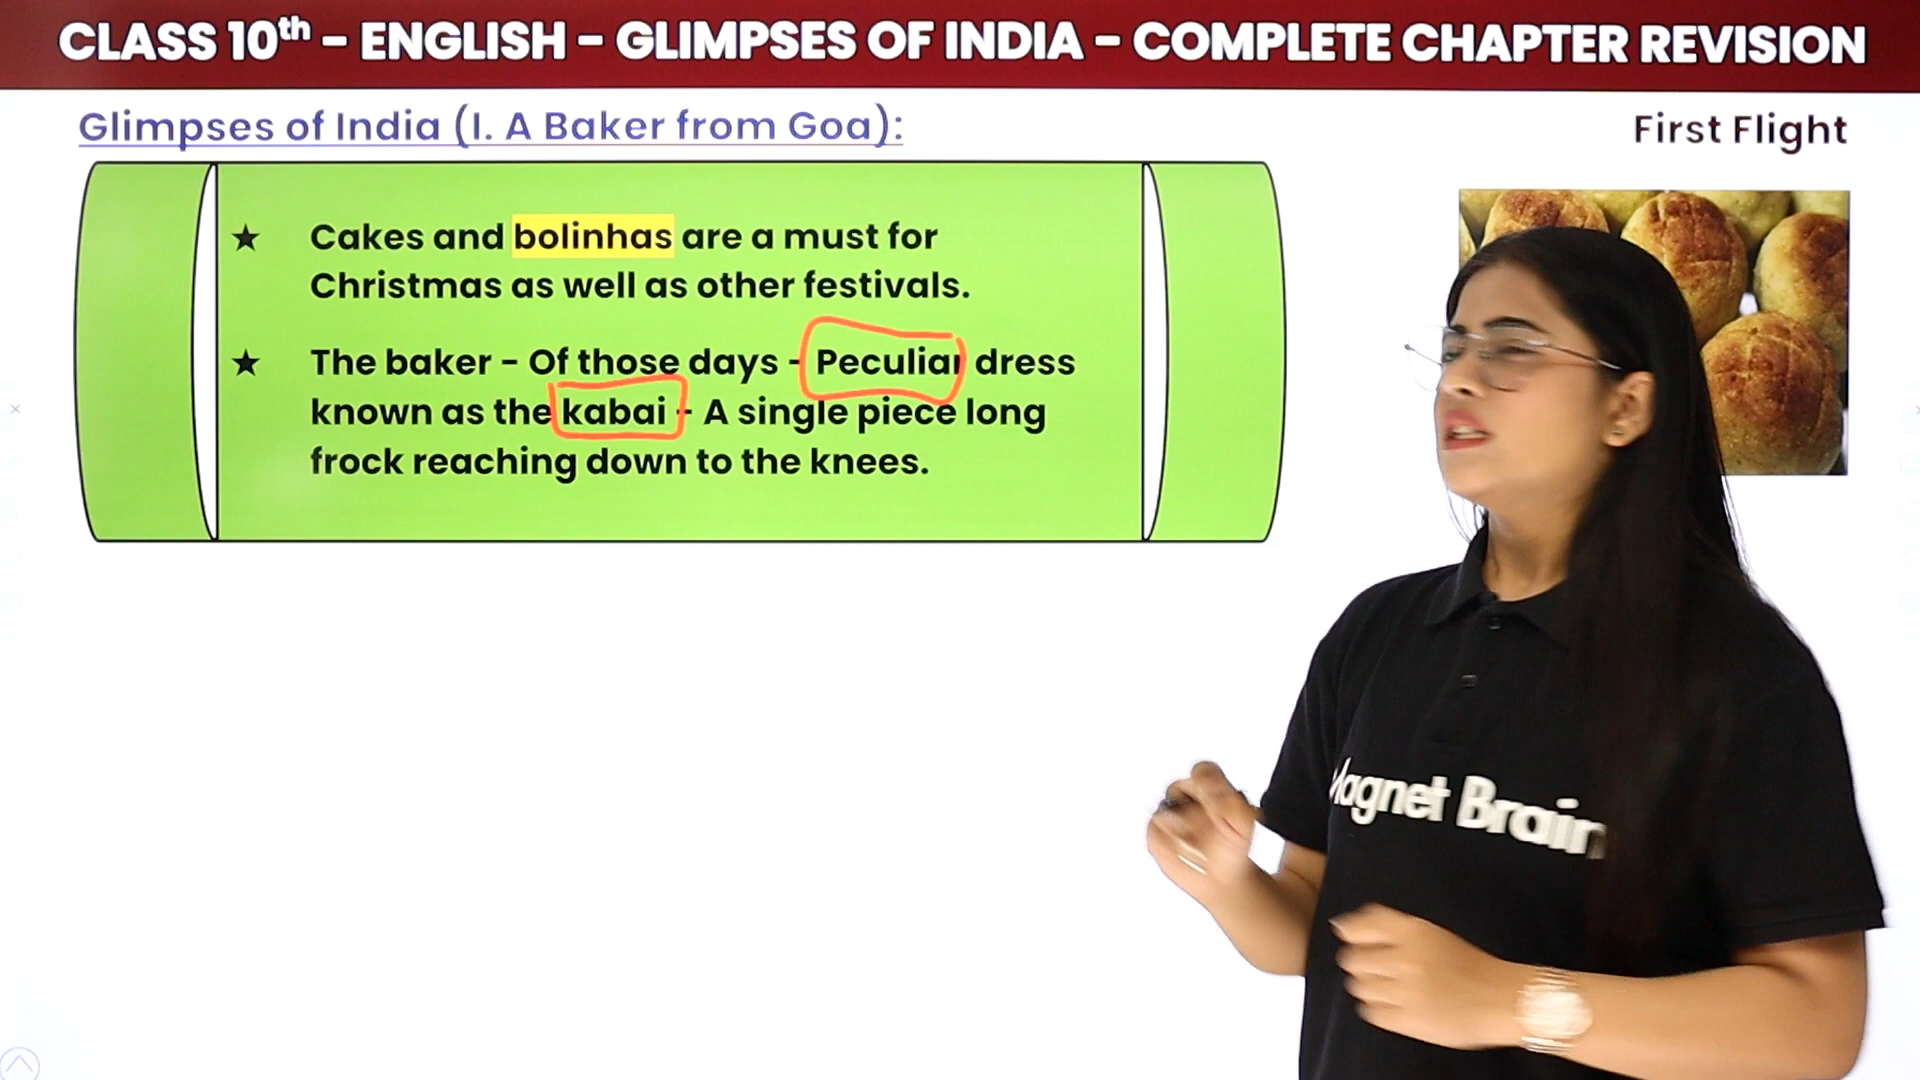 CLASS 10th - ENGLISH - GLIMPSES OF INDIA - COMPLETE CHAPTER REVISION
Glimpses of India (I. A Baker from Goa):
First Flight
★ Cakes and bolinhas are a must for
Christmas as well as other festivals.
★ The baker - Of those days - Peculiar dress
known as the kabai - A single piece long
frock reaching down to the knees.
Magnet Brain